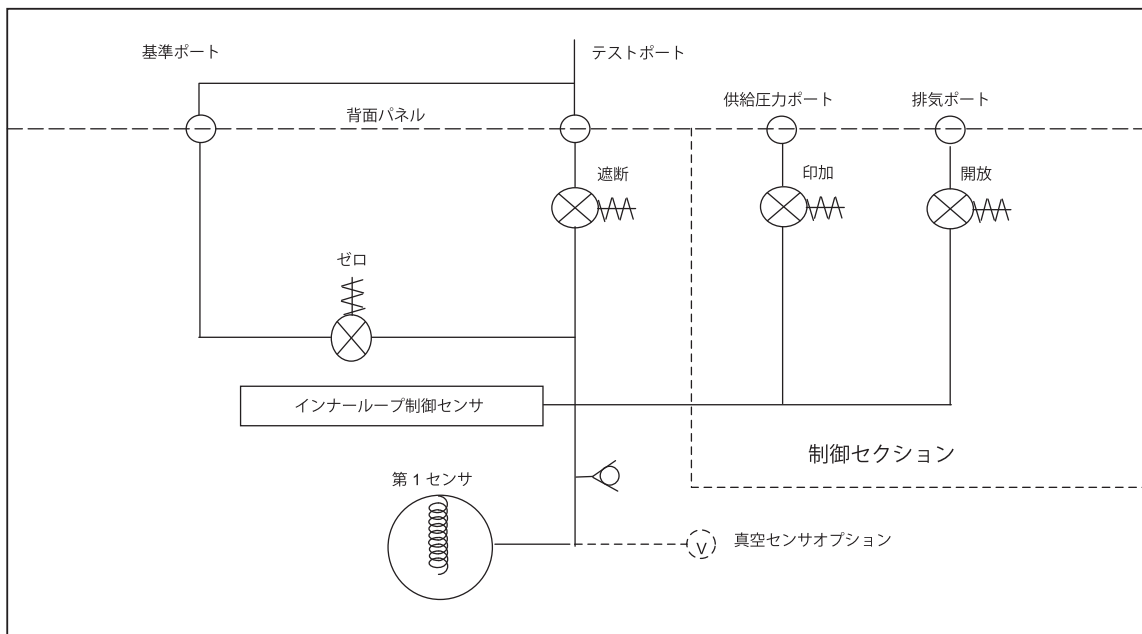 基準ポート
テストポート
供給圧力ポート
排気ポート
背面パネル
遮断
印加
開放
ゼロ
インナーループ制御センサ
制御セクション
第 1 センサ
V
真空センサオプション